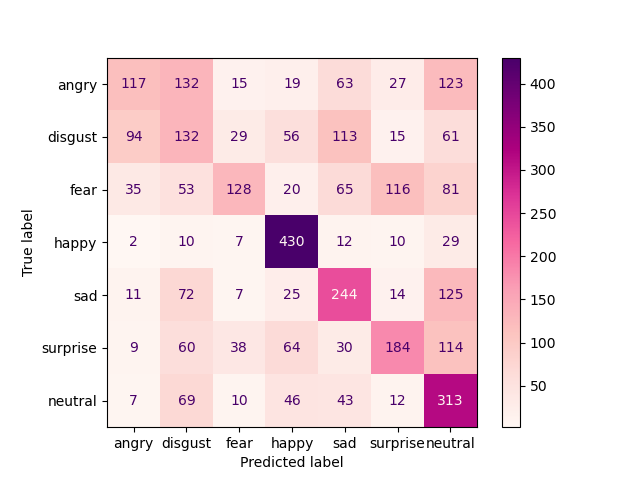 angry 117 132 15 19 63 27 123
disgust 94 132 29 56 113 15 61
fear 35 53 128 20 65 116 81
happy 2 10 7 430 12 10 29
sad 11 72 7 25 244 14 125
surprise 9 60 38 64 30 184 114
neutral 7 69 10 46 43 12 313
angry disgust fear happy sad surprise neutral
Predicted label
True label
400
350
300
250
200
150
100
50